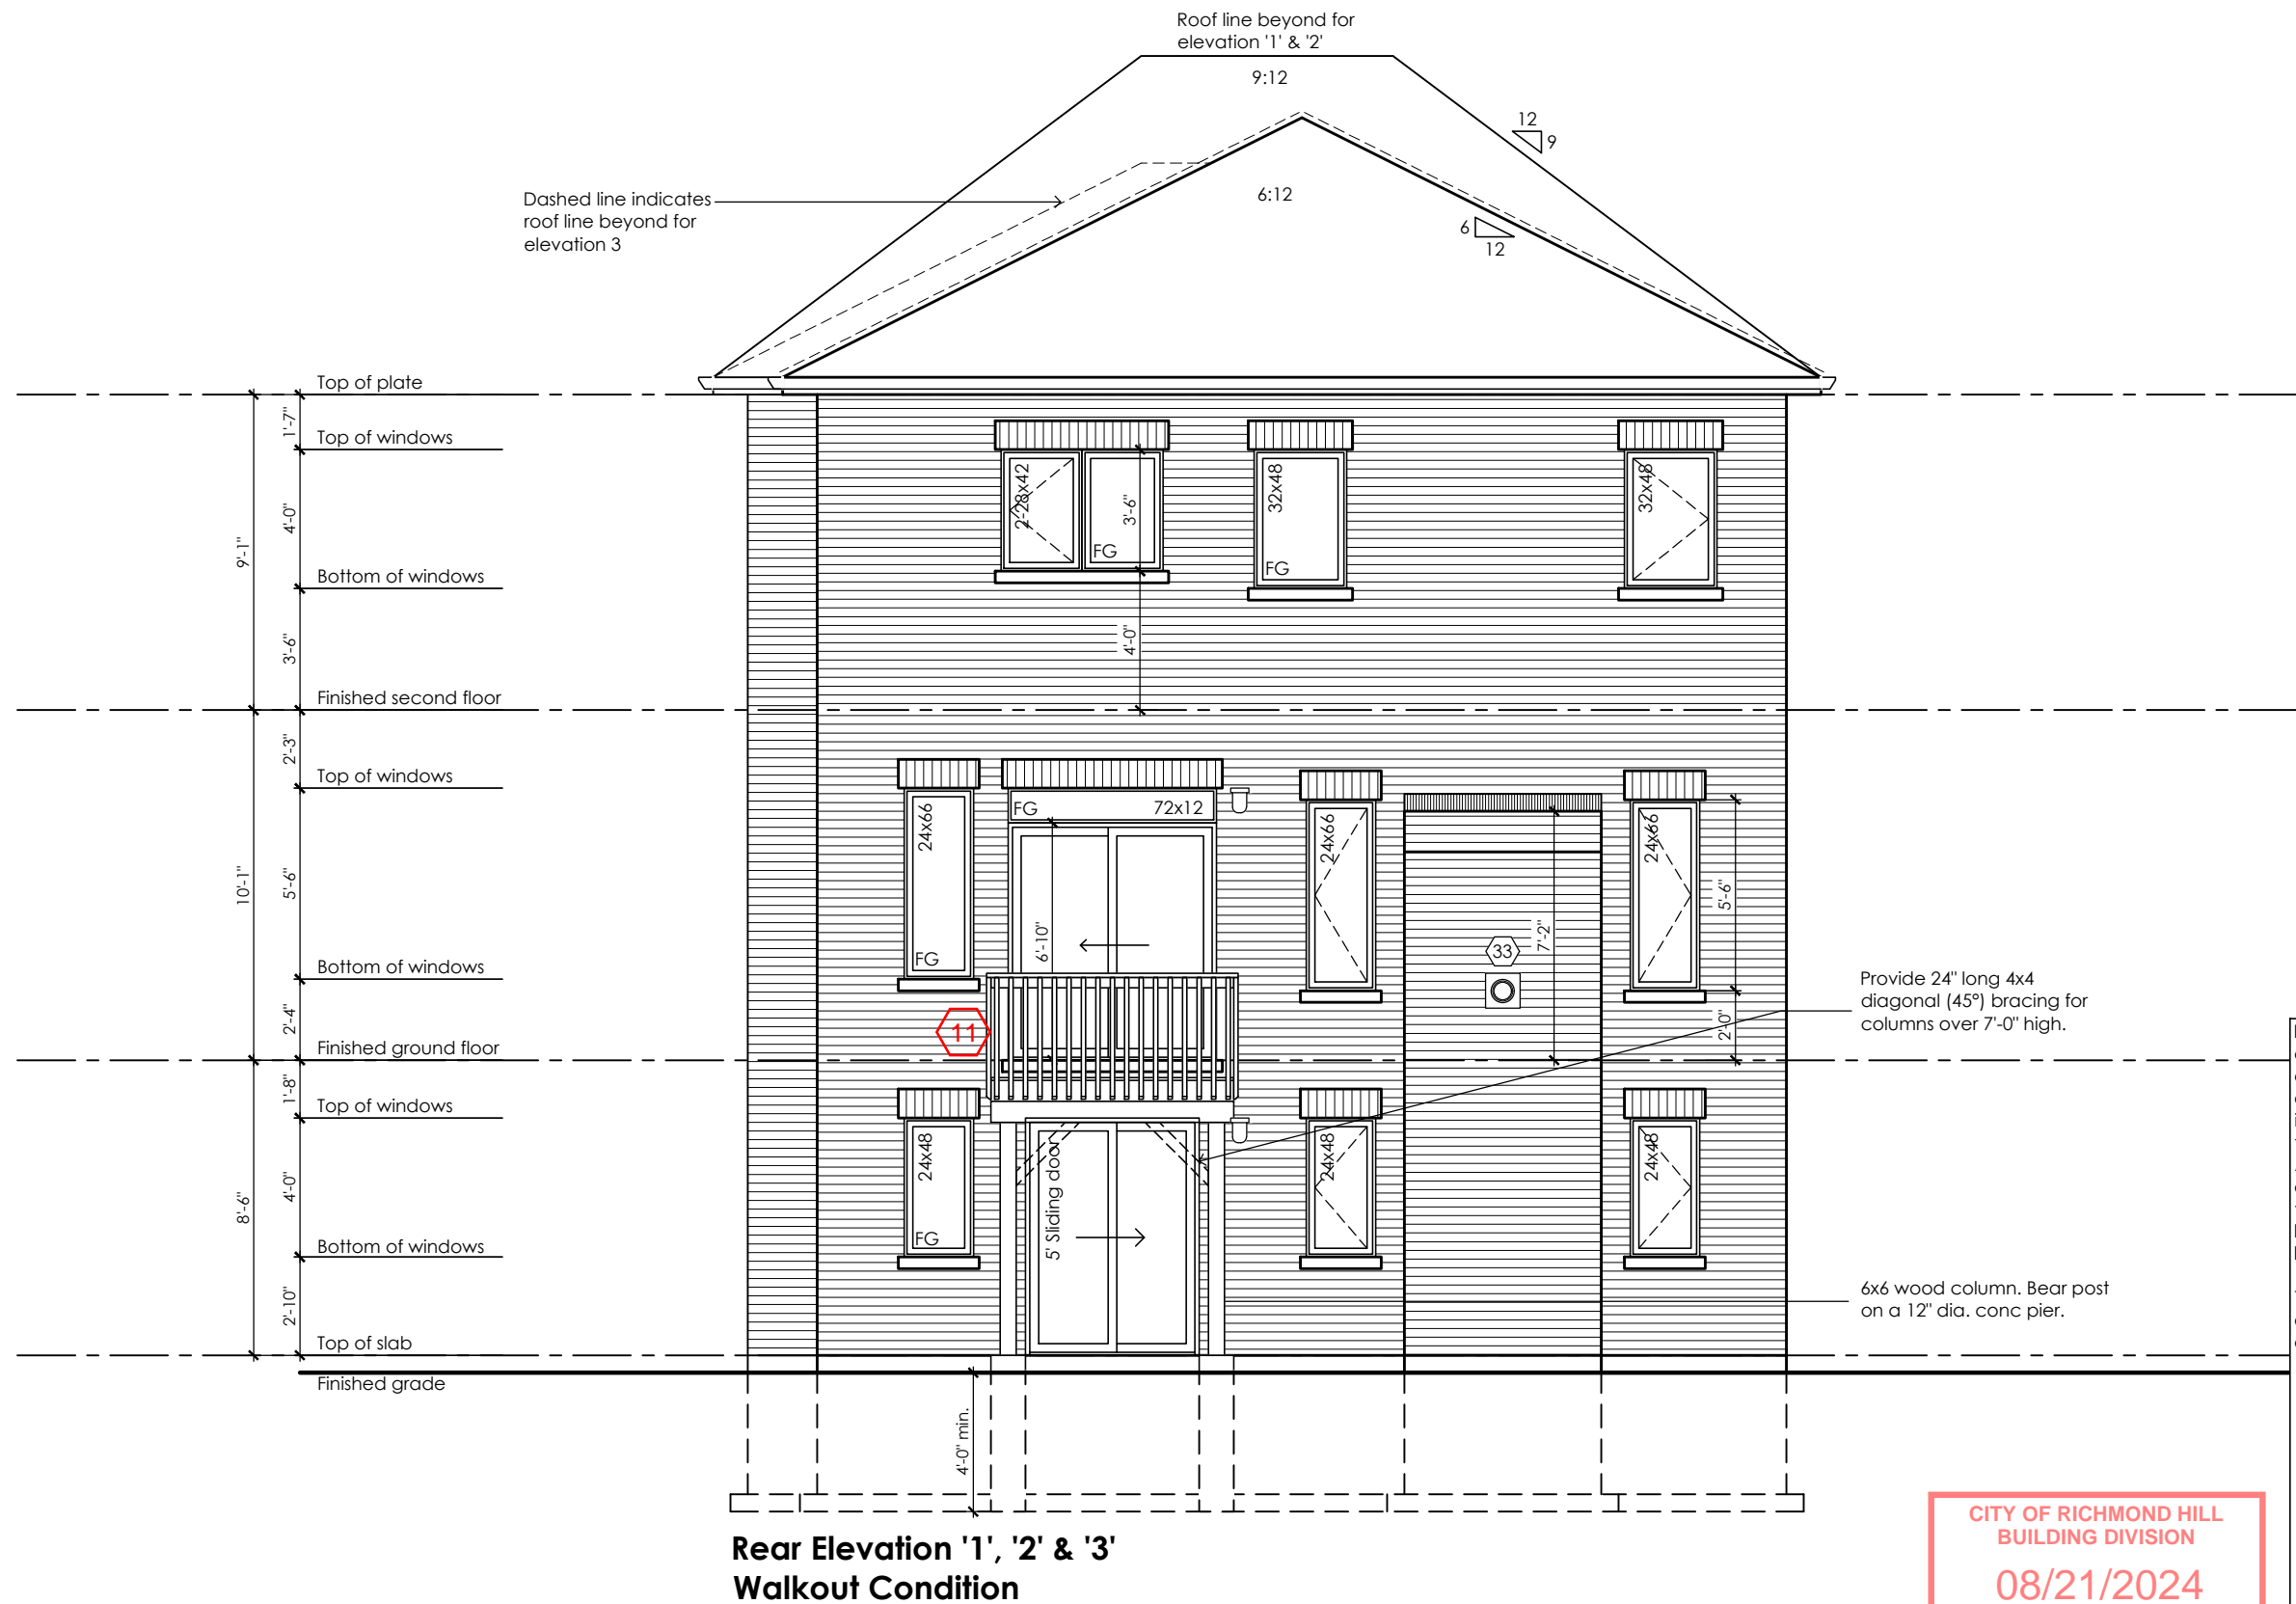 Roof line beyond for
elevation '1' & '2'
9:12
12
9
Dashed line indicates
roof line beyond for
elevation 3
6:12
6
12
Top of plate
1'-7"
Top of windows
4'-0"
9'-1"
Bottom of windows
3'-6"
Finished second floor
2-28x42
3'-6"
FG
4'-0"
32x48
FG
32x48
2'-3"
Top of windows
5'-6"
10'-1"
Bottom of windows
2'-4"
Finished ground floor
24x66
FG
FG
72x12
6'-10"
24x66
7'-2"
33
24x66
5'-6"
2'-0"
11
Provide 24" long 4x4
diagonal (45°) bracing for
columns over 7'-0" high.
1'-8"
Top of windows
4'-0"
8'-6"
Bottom of windows
2'-10"
Top of slab
Finished grade
24x48
FG
5' Sliding door
24x48
24x48
6x6 wood column. Bear post
on a 12" dia. conc pier.
4'-0" min.
Rear Elevation '1', '2' & '3'
Walkout Condition
CITY OF RICHMOND HILL
BUILDING DIVISION
08/21/2024